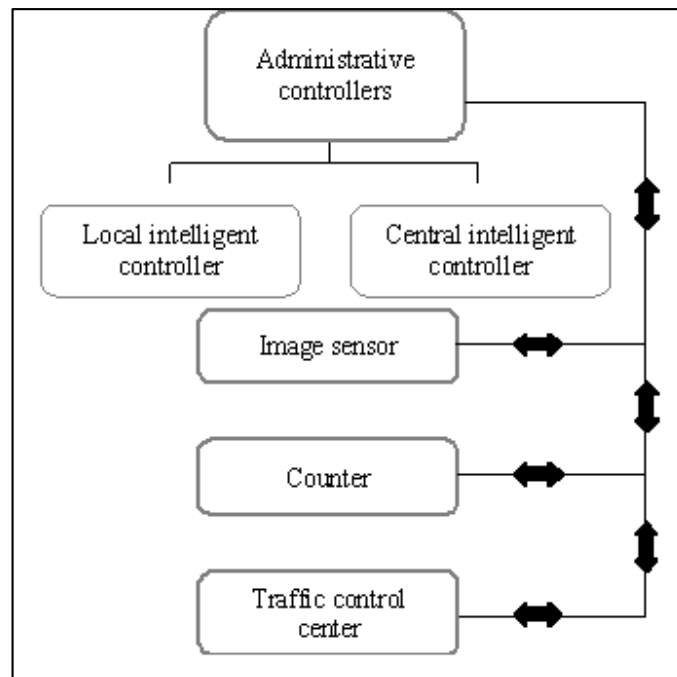 Administrative
controllers
Local intelligent
controller
Central intelligent
controller
Image sensor
Counter
Traffic control
center